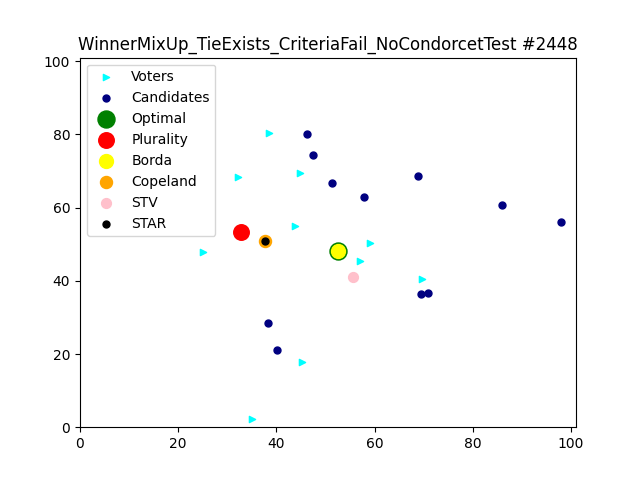 WinnerMixUp_TieExists_CriteriaFail_NoCondorcetTest #2448
Voters
Candidates
Optimal
Plurality
Borda
Copeland
STV
STAR
100
80
60
40
20
0
0 20 40 60 80 100